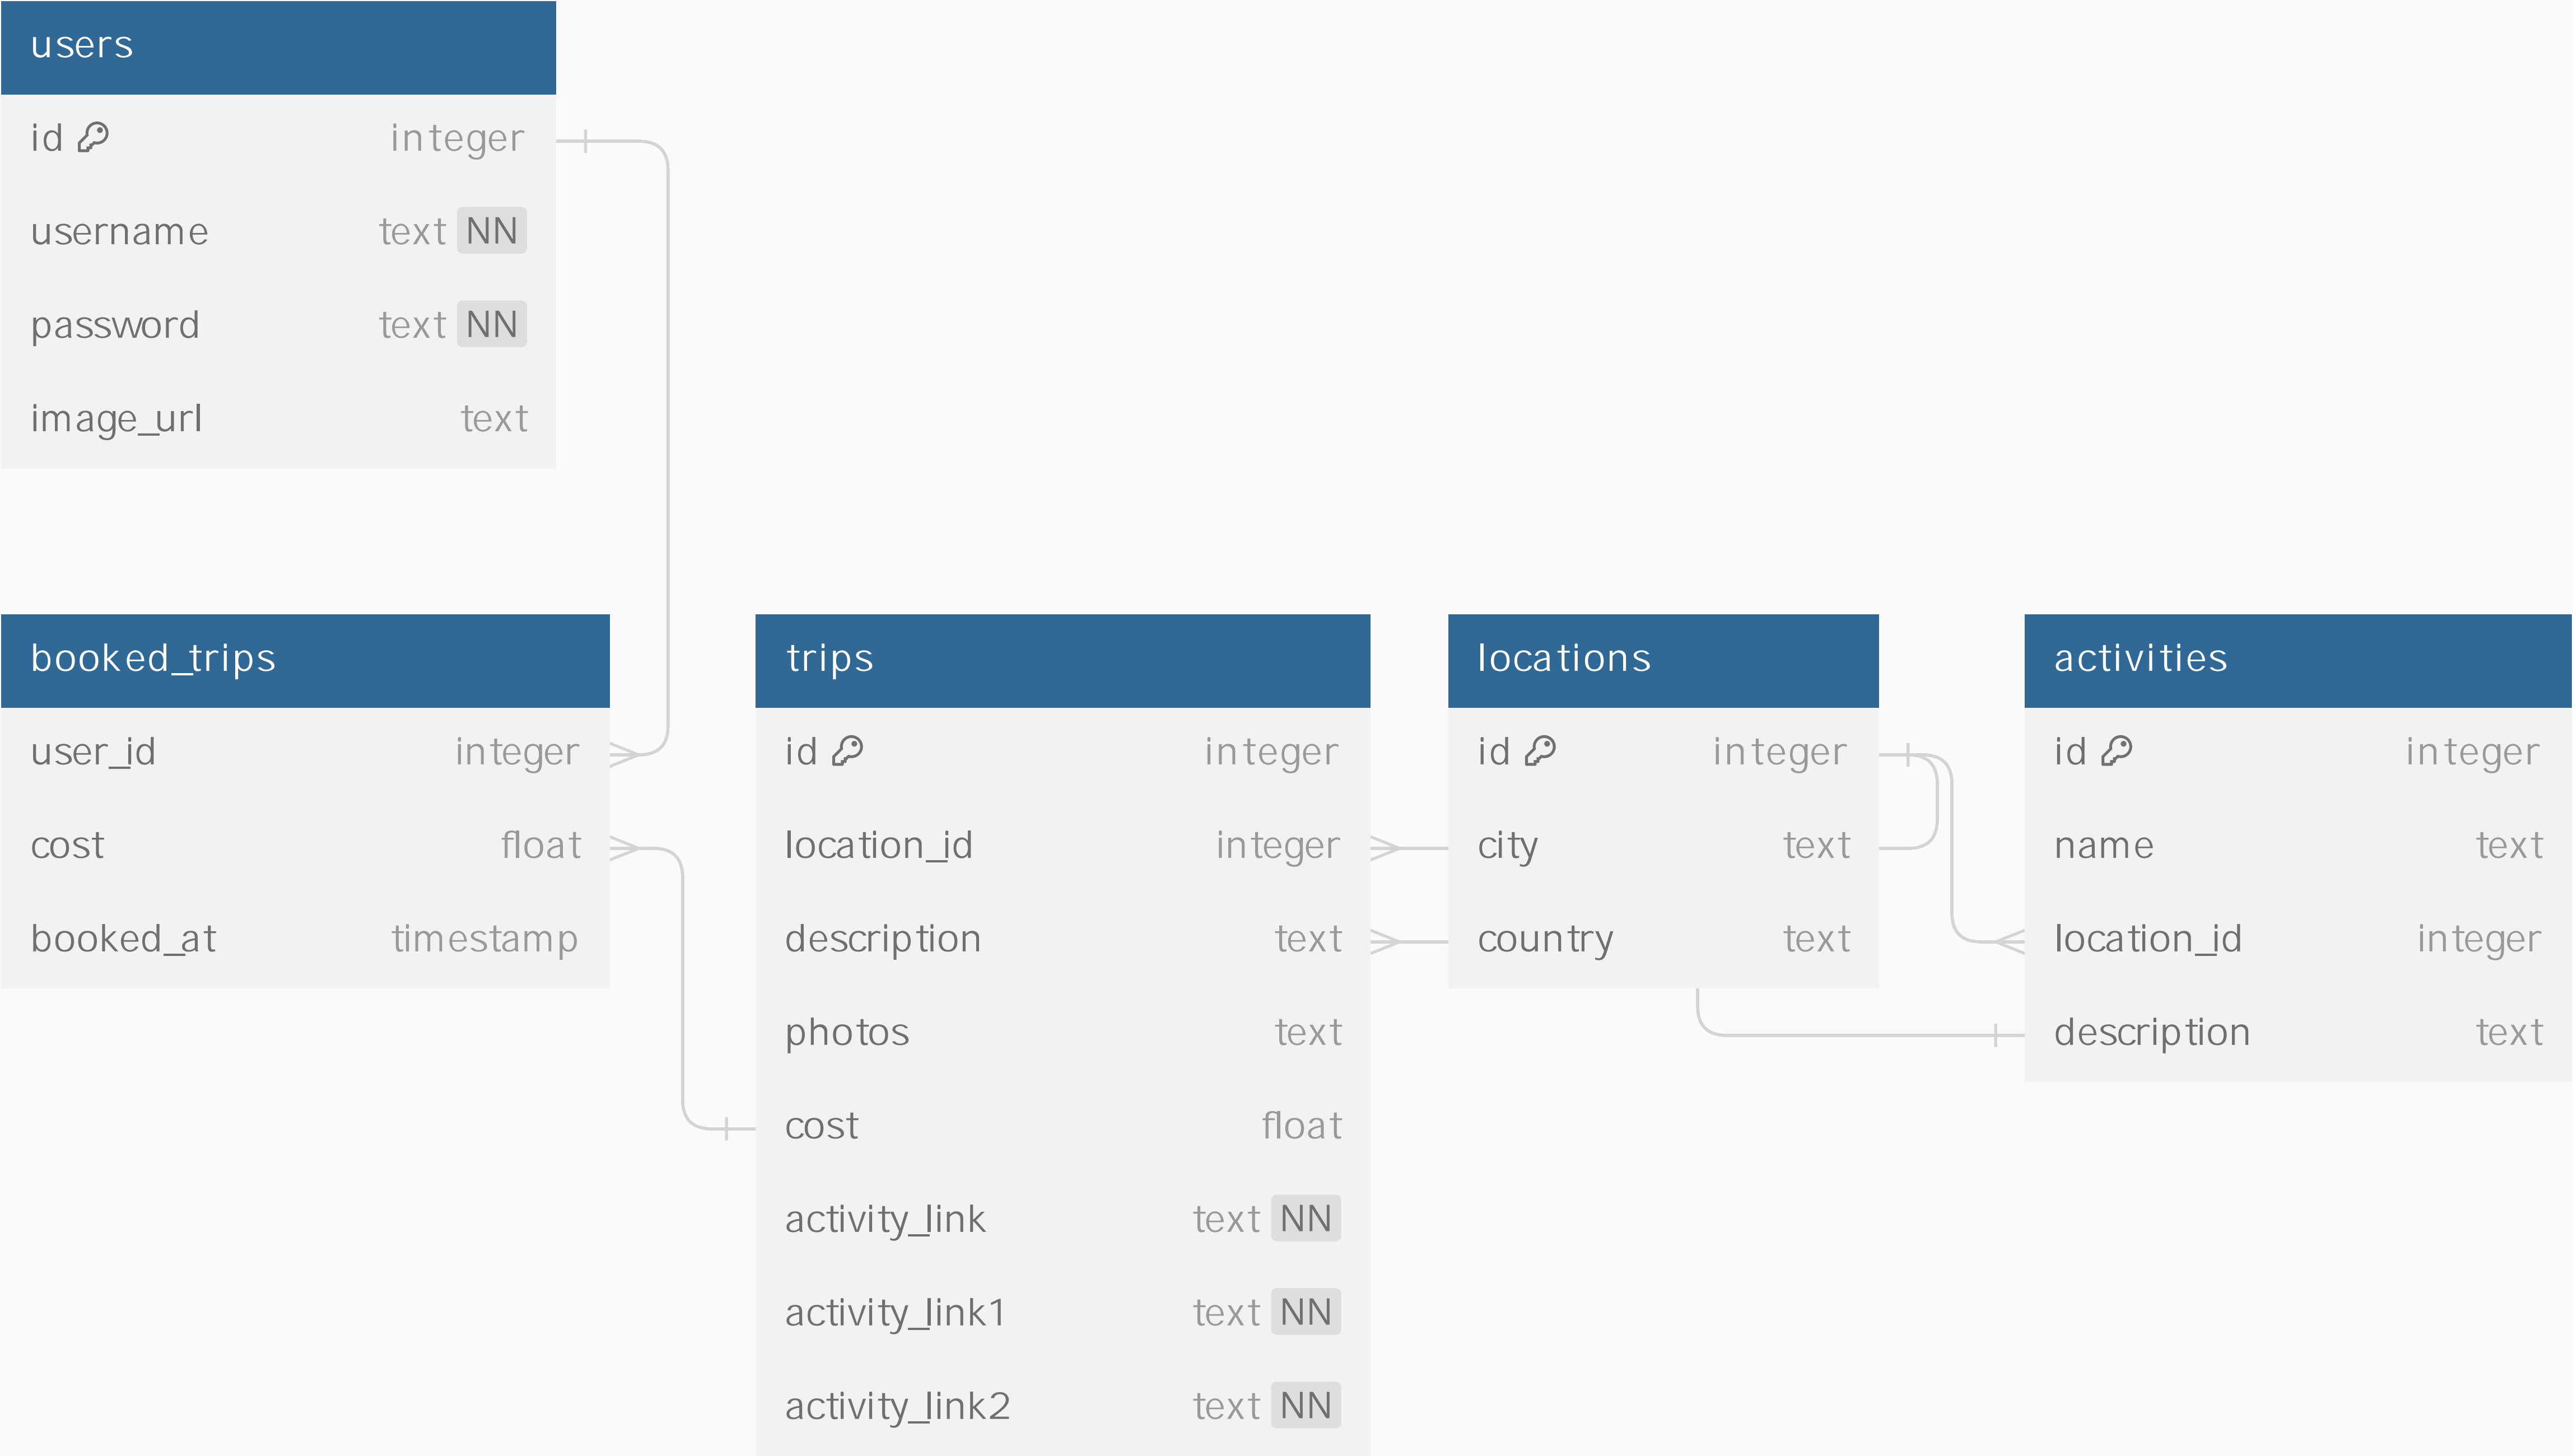 users
id integer
username text NN
password text NN
image_url text
booked_trips
user_id integer
cost float
booked_at timestamp
trips
id integer
location_id integer
description text
photos text
cost float
activity_link text NN
activity_link1 text NN
activity_link2 text NN
locations
id integer
city text
country text
activities
id integer
name text
location_id integer
description text